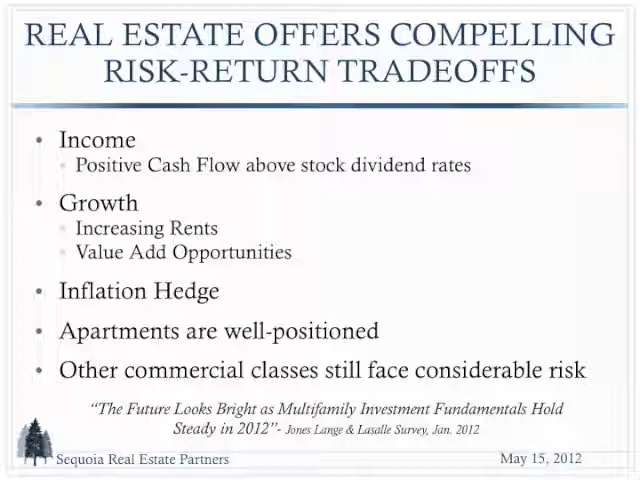 REAL ESTATE OFFERS COMPELLING
RISK-RETURN TRADEOFFS
• Income
• Positive Cash Flow above stock dividend rates
• Growth
• Increasing Rents
• Value Add Opportunities
• Inflation Hedge
• Apartments are well-positioned
• Other commercial classes still face considerable risk
“The Future Looks Bright as Multifamily Investment Fundamentals Hold
Steady in 2012”- Jones Lange & Lasalle Survey, Jan. 2012
Sequoia Real Estate Partners
May 15, 2012